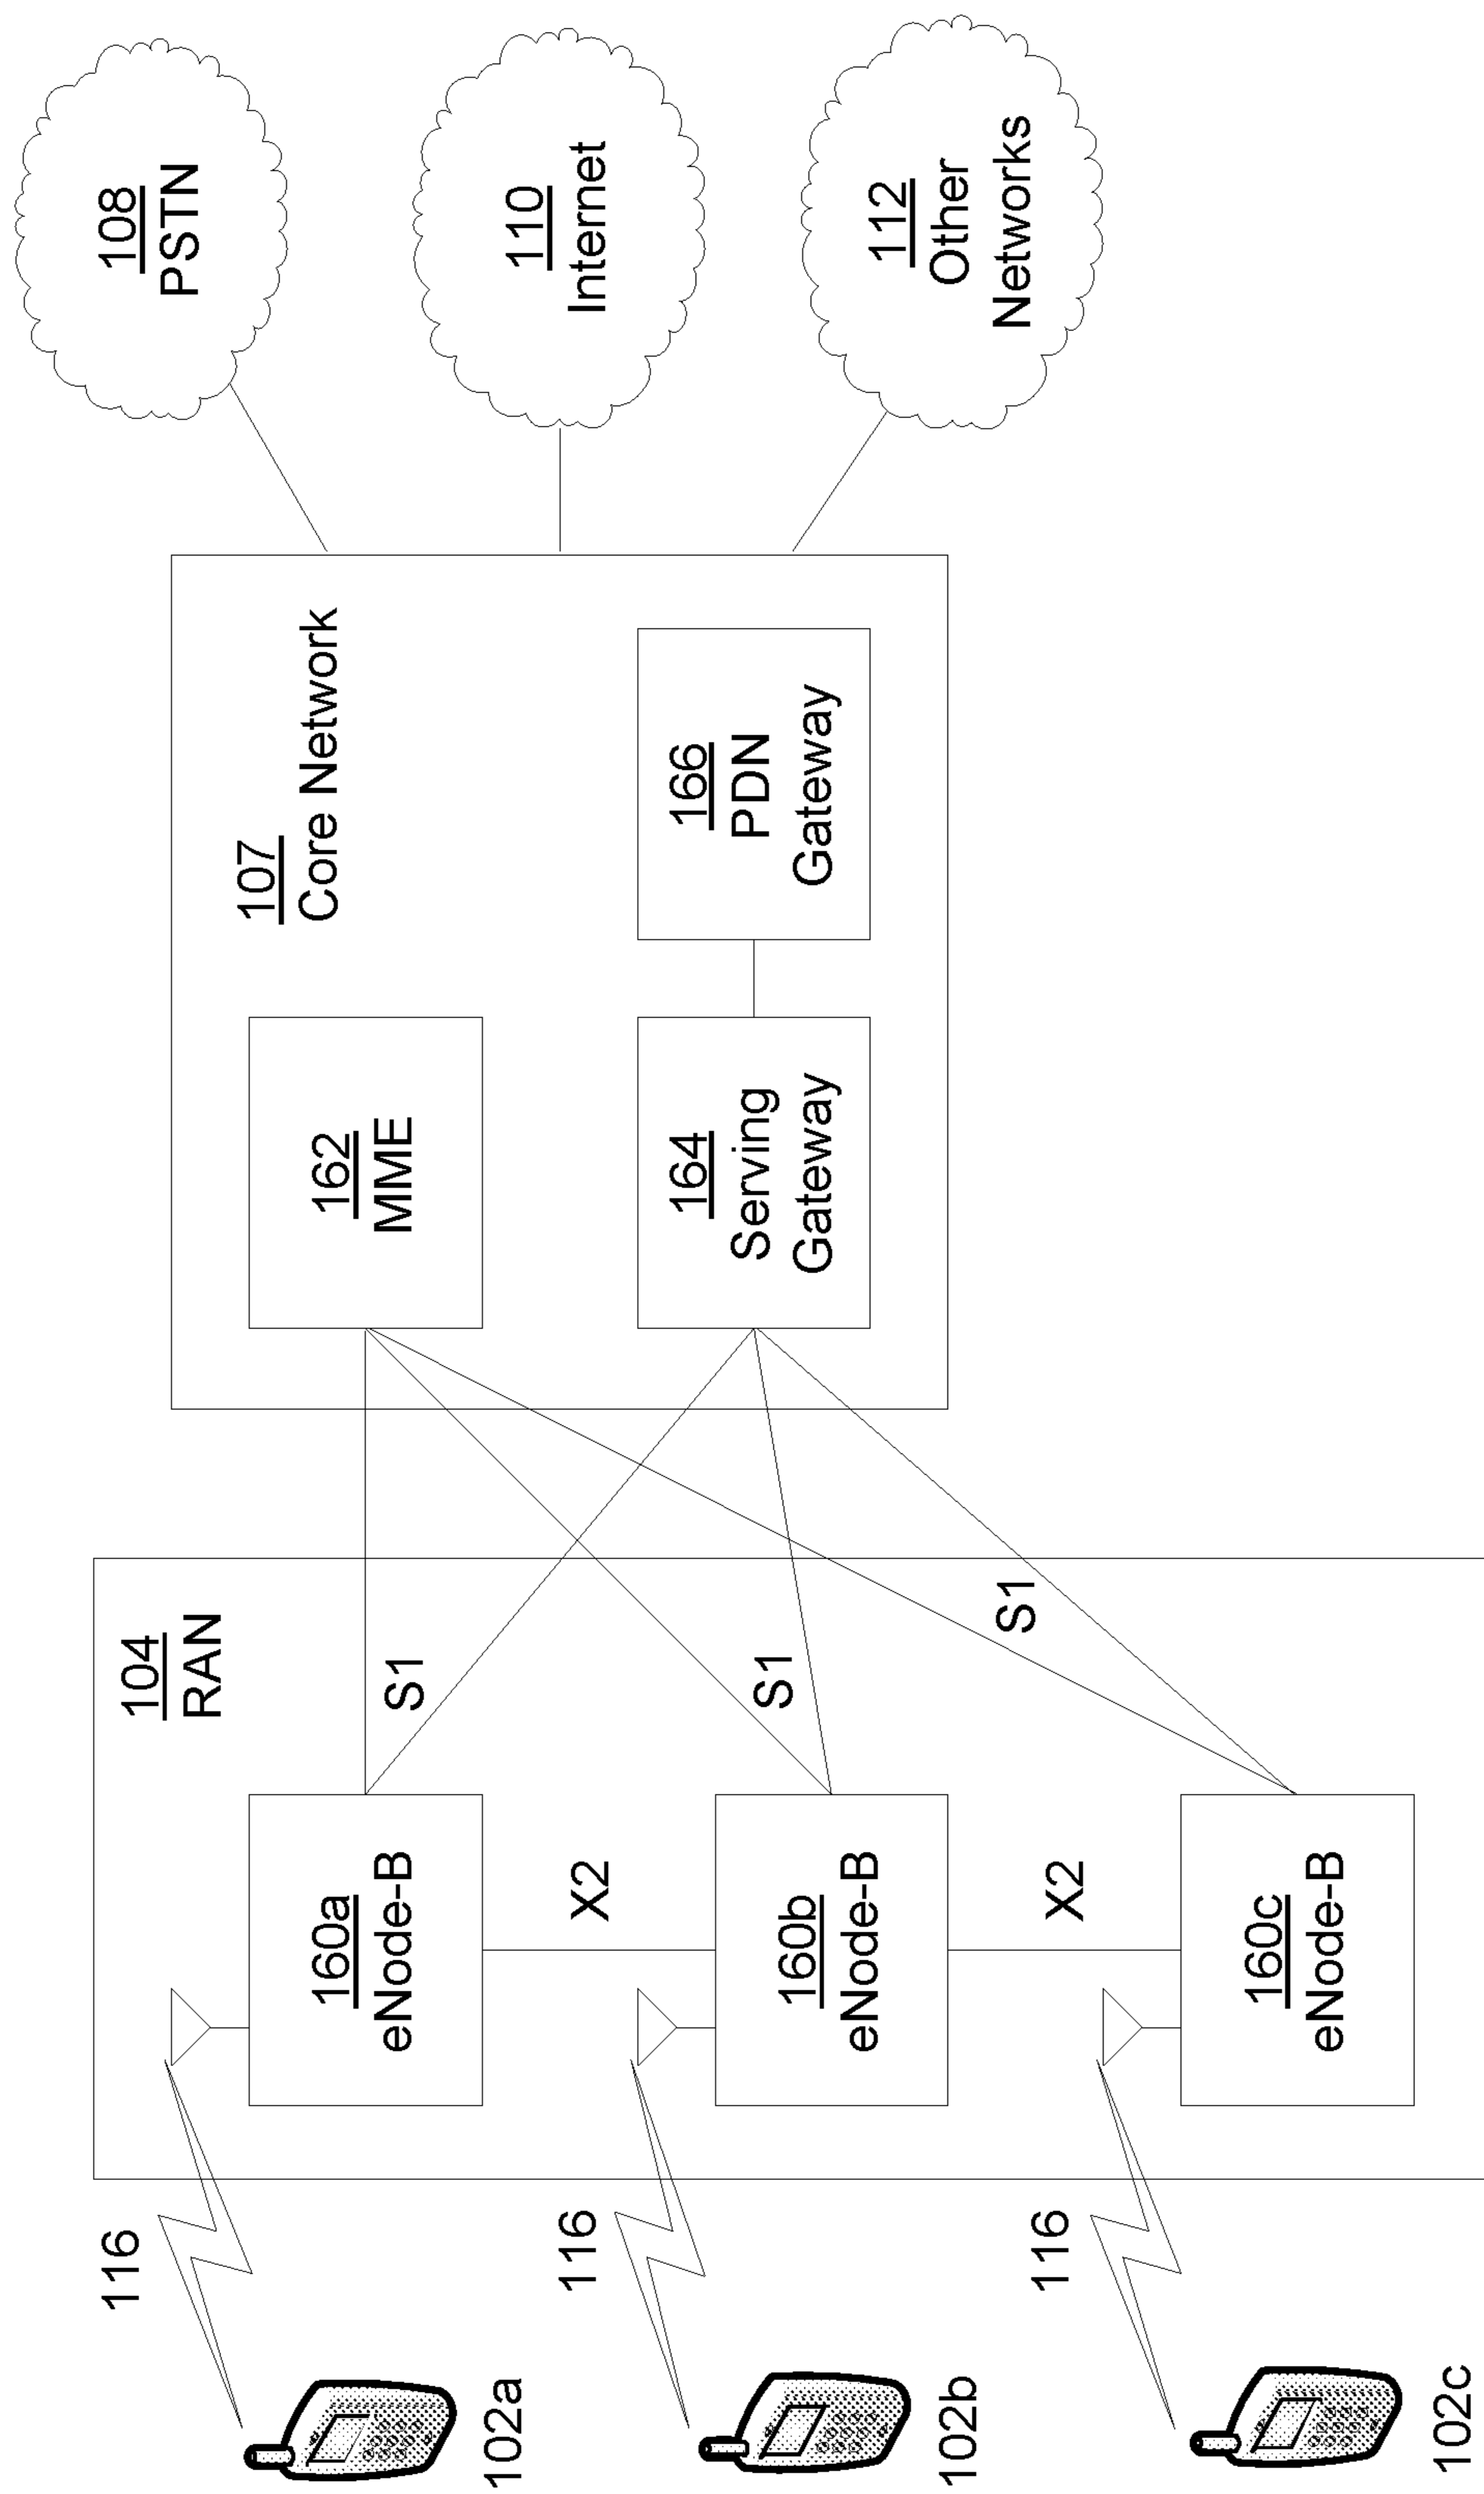 102a
102b
102c
116
116
116
104
RAN
160a
eNode-B
X2
160b
eNode-B
X2
160c
eNode-B
S1
S1
S1
107
Core Network
162
MME
164
Serving
Gateway
166
PDN
Gateway
108
PSTN
110
Internet
112
Other
Networks